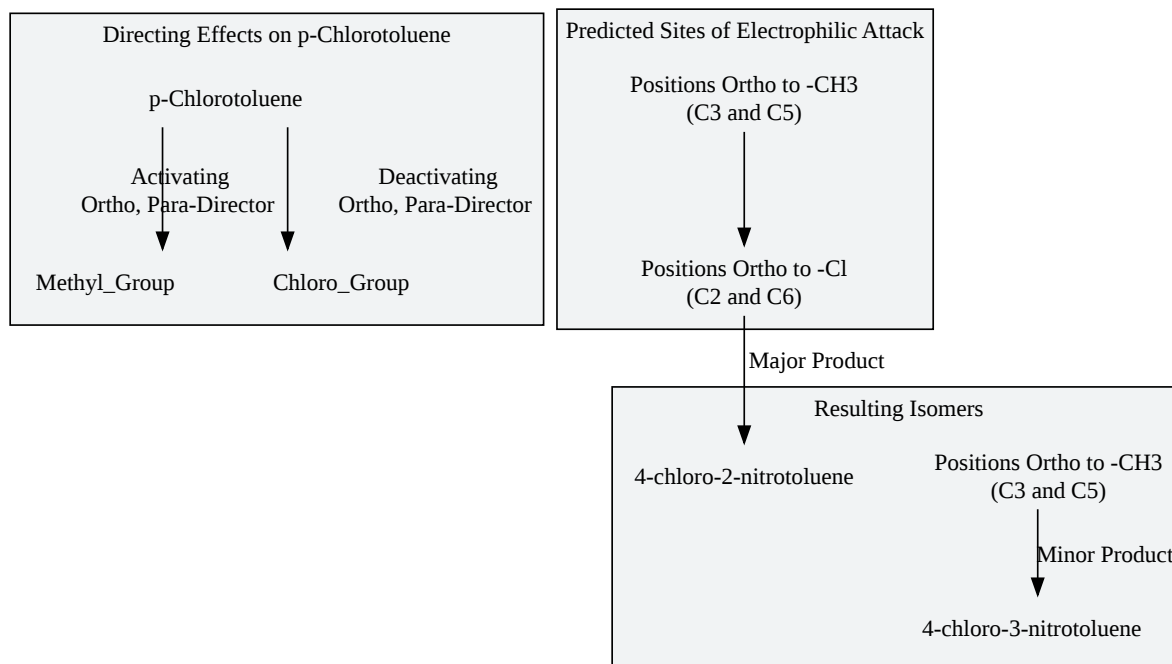 Directing Effects on p-Chlorotoluene
p-Chlorotoluene
Activating
Ortho, Para-Director
Deactivating
Ortho, Para-Director
Methyl_Group
Chloro_Group
Predicted Sites of Electrophilic Attack
Positions Ortho to -CH3
(C3 and C5)
Positions Ortho to -Cl
(C2 and C6)
Major Product
Resulting Isomers
4-chloro-2-nitrotoluene
Positions Ortho to -CH3
(C3 and C5)
Minor Product
4-chloro-3-nitrotoluene